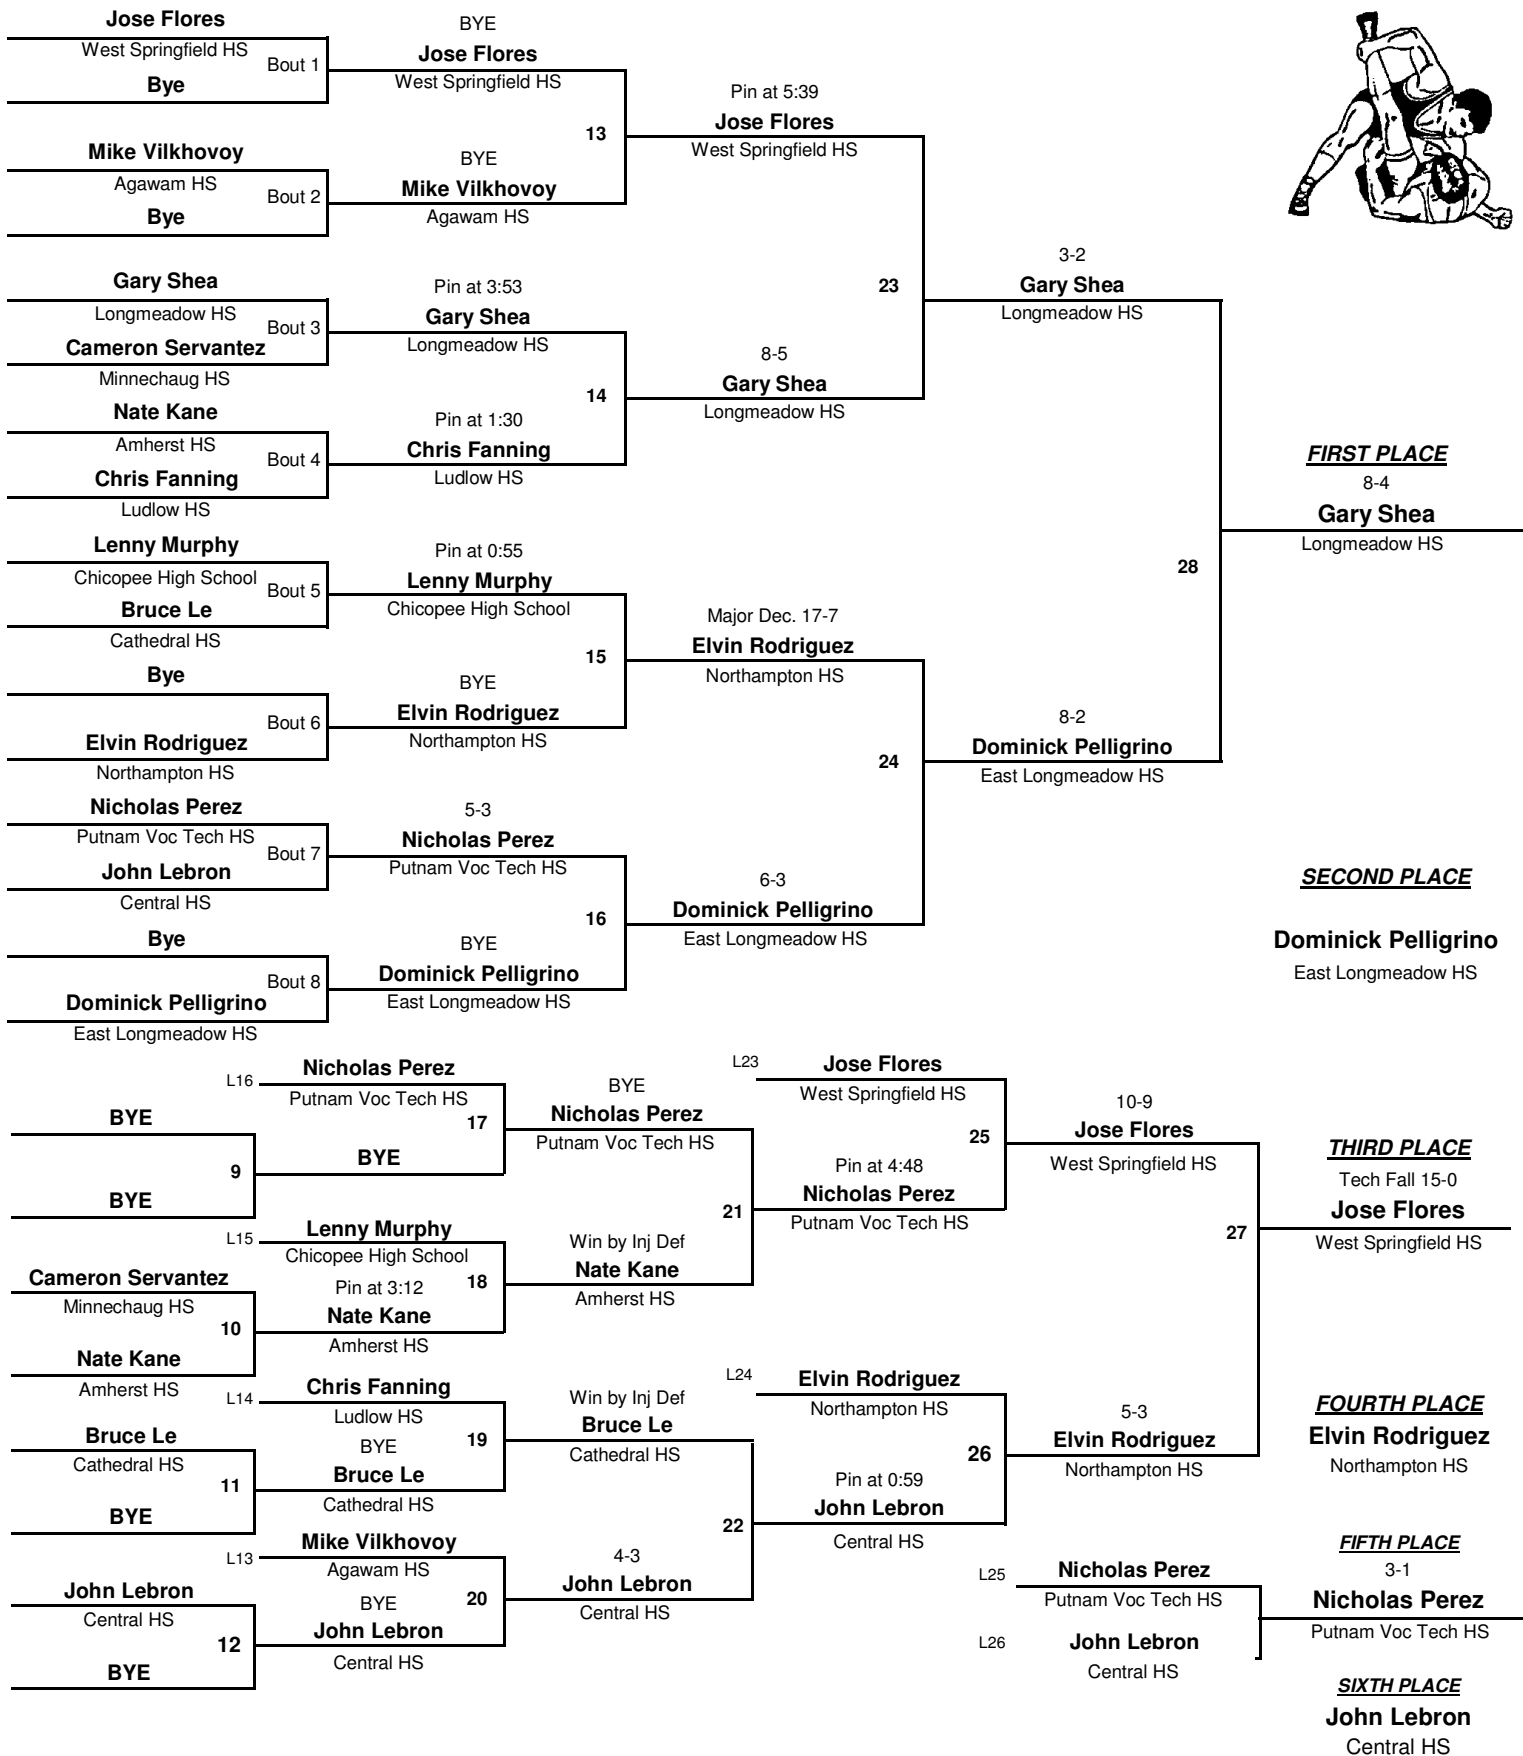 Jose Flores
West Springfield HS
Bout 1
Bye
Mike Vilkhovoy
Agawam HS
Bout 2
Bye
Gary Shea
Longmeadow HS
Bout 3
Cameron Servantez
Minnechaug HS
Nate Kane
Amherst HS
Bout 4
Chris Fanning
Ludlow HS
Lenny Murphy
Chicopee High School
Bout 5
Bruce Le
Cathedral HS
Bye
Bout 6
Elvin Rodriguez
Northampton HS
Nicholas Perez
Putnam Voc Tech HS
Bout 7
John Lebron
Central HS
Bye
Bout 8
Dominick Pelligrino
East Longmeadow HS
BYE
Jose Flores
West Springfield HS
13
BYE
Mike Vilkhovoy
Agawam HS
Pin at 3:53
Gary Shea
Longmeadow HS
14
Pin at 1:30
Chris Fanning
Ludlow HS
Pin at 0:55
Lenny Murphy
Chicopee High School
15
BYE
Elvin Rodriguez
Northampton HS
5-3
Nicholas Perez
Putnam Voc Tech HS
16
BYE
Dominick Pelligrino
East Longmeadow HS
Pin at 5:39
Jose Flores
West Springfield HS
23
8-5
Gary Shea
Longmeadow HS
Major Dec. 17-7
Elvin Rodriguez
Northampton HS
24
6-3
Dominick Pelligrino
East Longmeadow HS
3-2
Gary Shea
Longmeadow HS
28
8-2
Dominick Pelligrino
East Longmeadow HS
FIRST PLACE
8-4
Gary Shea
Longmeadow HS
SECOND PLACE
Dominick Pelligrino
East Longmeadow HS
BYE
9
BYE
Cameron Servantez
Minnechaug HS
10
Nate Kane
Amherst HS
Bruce Le
Cathedral HS
11
BYE
John Lebron
Central HS
12
BYE
L16
Nicholas Perez
Putnam Voc Tech HS
17
BYE
L15
Lenny Murphy
Chicopee High School
18
Pin at 3:12
Nate Kane
Amherst HS
L14
Chris Fanning
Ludlow HS
19
BYE
Bruce Le
Cathedral HS
L13
Mike Vilkhovoy
Agawam HS
20
BYE
John Lebron
Central HS
BYE
Nicholas Perez
Putnam Voc Tech HS
21
Win by Inj Def
Nate Kane
Amherst HS
Win by Inj Def
Bruce Le
Cathedral HS
22
4-3
John Lebron
Central HS
L23
Jose Flores
West Springfield HS
25
Pin at 4:48
Nicholas Perez
Putnam Voc Tech HS
L24
Elvin Rodriguez
Northampton HS
26
Pin at 0:59
John Lebron
Central HS
10-9
Jose Flores
West Springfield HS
27
5-3
Elvin Rodriguez
Northampton HS
L25
Nicholas Perez
Putnam Voc Tech HS
L26
John Lebron
Central HS
THIRD PLACE
Tech Fall 15-0
Jose Flores
West Springfield HS
FOURTH PLACE
Elvin Rodriguez
Northampton HS
FIFTH PLACE
3-1
Nicholas Perez
Putnam Voc Tech HS
SIXTH PLACE
John Lebron
Central HS